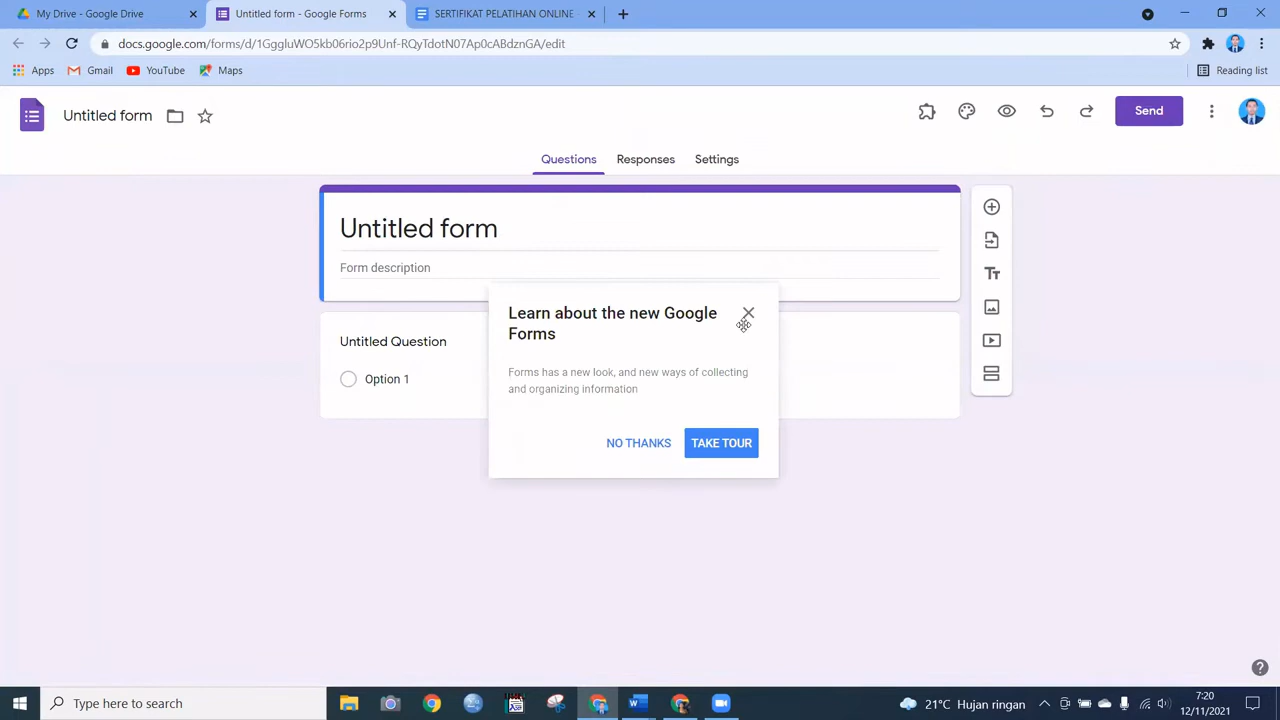 My Drive - Google Drive
Untitled form - Google Forms
SERTIFIKAT PELATIHAN ONLINE
docs.google.com/forms/d/1GggluWO5kb06rio2p9Unf-RQyTdotN07Ap0cABdznGA/edit
Apps Gmail YouTube Maps Reading list
Untitled form
Send
Questions Responses Settings
Untitled form
Form description
Learn about the new Google
Forms
Forms has a new look, and new ways of collecting
and organizing information
NO THANKS TAKE TOUR
Untitled Question
Option 1
Type here to search
21°C Hujan ringan
7:20
12/11/2021